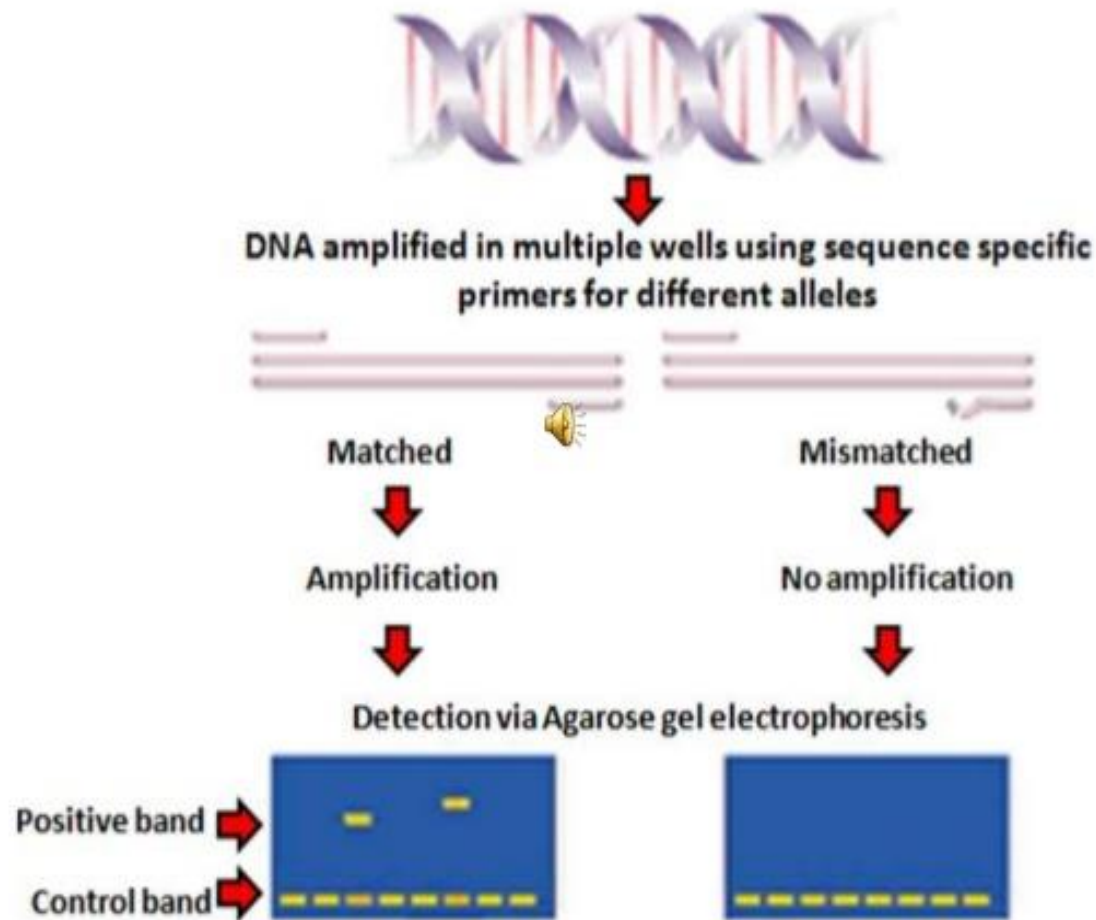 DNA amplified in multiple wells using sequence specific
primers for different alleles
Matched
Mismatched
Amplification
No amplification
Detection via Agarose gel electrophoresis
Positive band
Control band